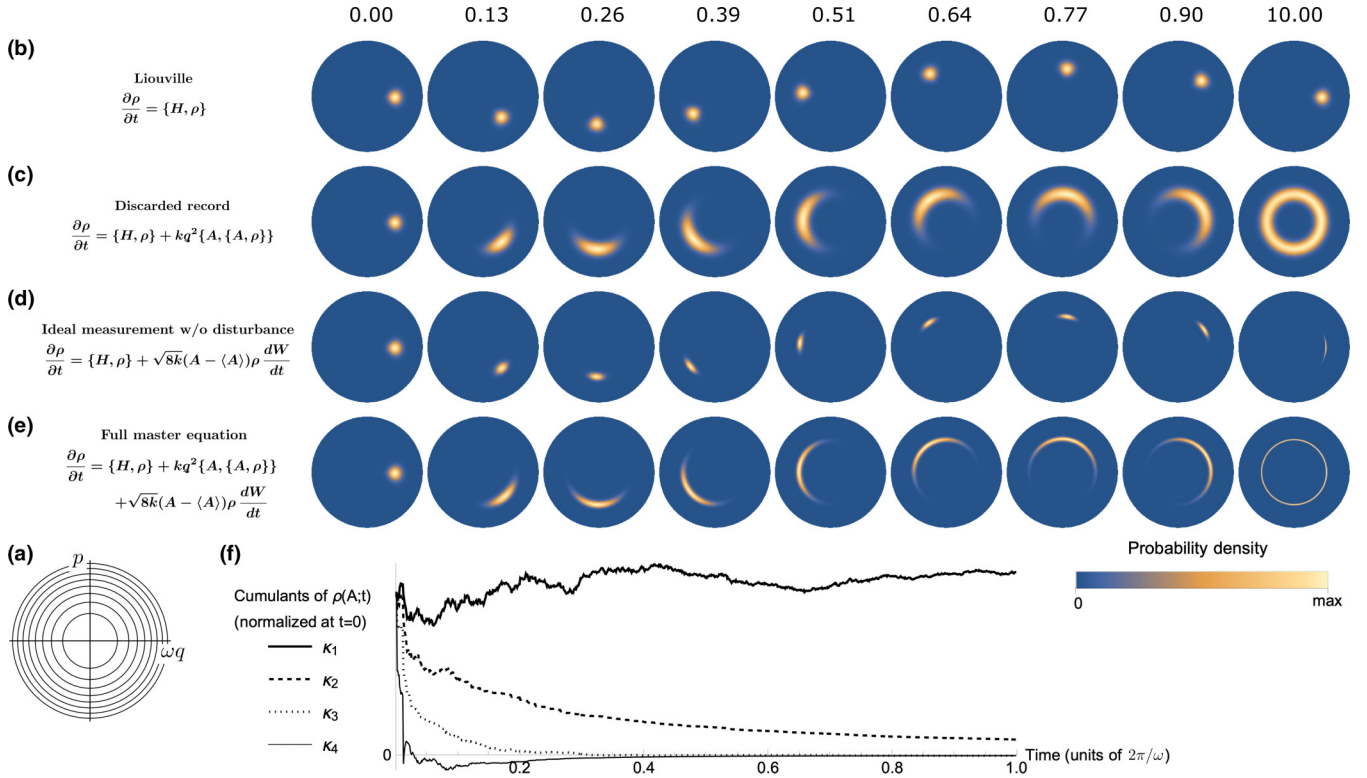 0.00 0.13 0.26 0.39 0.51 0.64 0.77 0.90 10.00
(b)
Liouville
∂ρ/∂t = {H, ρ}
(c)
Discarded record
∂ρ/∂t = {H, ρ} + kq²{A, {A, ρ}}
(d)
Ideal measurement w/o disturbance
∂ρ/∂t = {H, ρ} + √8k(A − ⟨A⟩)ρ dW/dt
(e)
Full master equation
∂ρ/∂t = {H, ρ} + kq²{A, {A, ρ}}
+√8k(A − ⟨A⟩)ρ dW/dt
(a)
p
ωq
(f)
Cumulants of ρ(A;t)
(normalized at t=0)
κ₁
κ₂
κ₃
κ₄
0
0.2 0.4 0.6 0.8 1.0
Time (units of 2π/ω)
Probability density
0 max